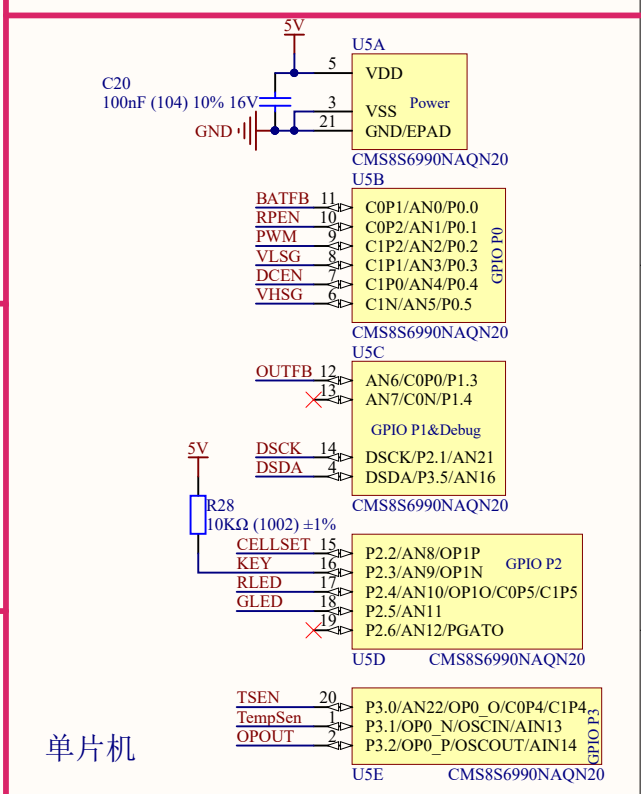 5V
U5A
5 VDD
C20
100nF (104) 10% 16V
3 VSS
Power
GND 21 GND/EPAD
CMS8S6990NAQN20
U5B
BATFB 11 C0P1/AN0/P0.0
RPEN 10 C0P2/AN1/P0.1
PWM 9 C1P2/AN2/P0.2
VLSG 8 C1P1/AN3/P0.3
DCEN 7 C1P0/AN4/P0.4
VHSG 6 C1N/AN5/P0.5
GPIO P0
CMS8S6990NAQN20
U5C
OUTFB 12 AN6/C0P0/P1.3
13 AN7/C0N/P1.4
GPIO P1&Debug
DSCK 14 DSCK/P2.1/AN21
DSDA 4 DSDA/P3.5/AN16
CMS8S6990NAQN20
5V
R28
10KΩ (1002) ±1%
CELLSET 15 P2.2/AN8/OP1P
GPIO P2
KEY 16 P2.3/AN9/OP1N
RLED 17 P2.4/AN10/OP1O/C0P5/C1P5
GLED 18 P2.5/AN11
19 P2.6/AN12/PGATO
U5D CMS8S6990NAQN20
TSEN 20 P3.0/AN22/OP0_O/C0P4/C1P4
TempSen 1 P3.1/OP0_N/OSCIN/AIN13
OPOUT 2 P3.2/OP0_P/OSCOUT/AIN14
GPIO P3
U5E CMS8S6990NAQN20
单片机